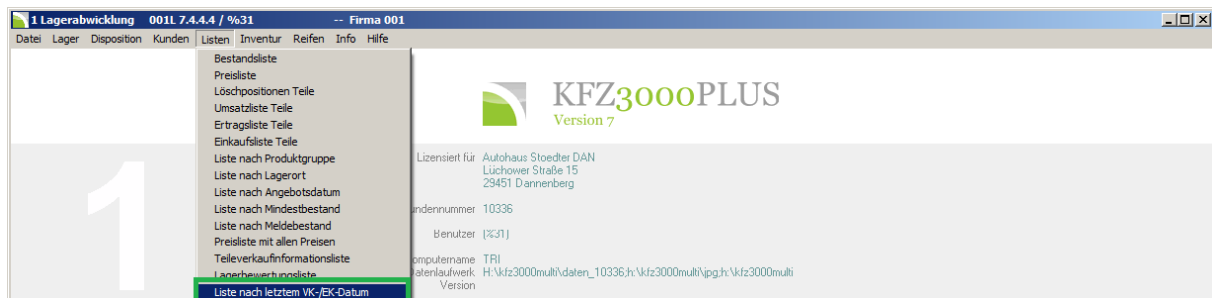 1 Lagerabwicklung 001L 7.4.4.4 / %31 -- Firma 001
Datei Lager Disposition Kunden Listen Inventur Reifen Info Hilfe
Bestandsliste
Preisliste
Löschpositionen Teile
Umsatzliste Teile
Ertragsliste Teile
Einkaufsliste Teile
Liste nach Produktgruppe
Liste nach Lagerort
Liste nach Angebotsdatum
Liste nach Mindestbestand
Liste nach Meldebestand
Preisliste mit allen Preisen
Teileverkaufinformationsliste
Lagerbewertungsliste
Liste nach letztem VK-/EK-Datum
KFZ3000PLUS
Version 7
1
Lizensiert für Autohaus Stoedter DAN
Lüchower Straße 15
29451 Dannenberg
undennummer 10336
Benutzer (%31)
omputername TRI
atenlaufwerk H:\kfz3000multi\daten_10336;h:\kfz3000multi\jpg;h:\kfz3000multi
Version